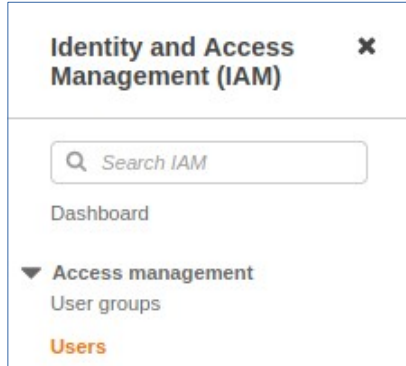 Identity and Access
Management (IAM)
Search IAM
Dashboard
Access management
User groups
Users